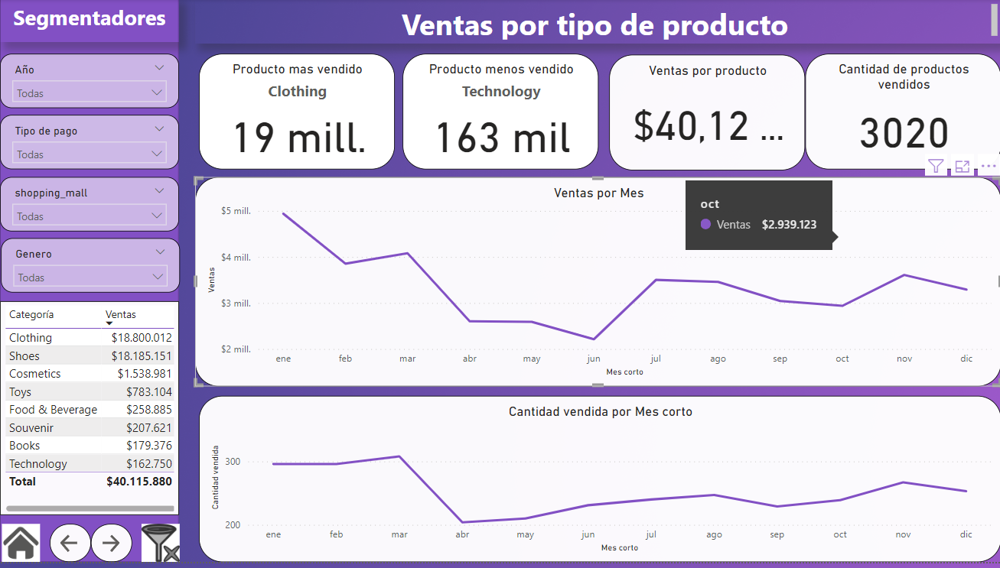 Segmentadores
Ventas por tipo de producto
Año
Todas
Tipo de pago
Todas
shopping_mall
Todas
Genero
Todas
Categoría Ventas
Clothing $18.800.012
Shoes $18.185.151
Cosmetics $1.538.981
Toys $783.104
Food & Beverage $258.885
Souvenir $207.621
Books $179.376
Technology $162.750
Total $40.115.880
Producto mas vendido
Clothing
19 mill.
Producto menos vendido
Technology
163 mil
Ventas por producto
$40,12 ...
Cantidad de productos
vendidos
3020
Ventas por Mes
oct
Ventas $2.939.123
Ventas
$5 mill.
$4 mill.
$3 mill.
$2 mill.
ene feb mar abr may jun jul ago sep oct nov dic
Mes corto
Cantidad vendida por Mes corto
Cantidad vendida
300
200
ene feb mar abr may jun jul ago sep oct nov dic
Mes corto